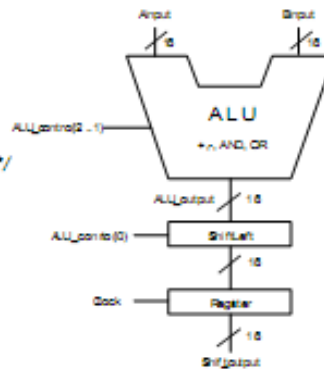 Ainput Binput
16 16
ALU
ALU_control(2 .. 1)
+,-, AND, OR
*/
ALU_output 16
ALU_control(0) ShiftLeft
16
Clock Register
16
Shift_output